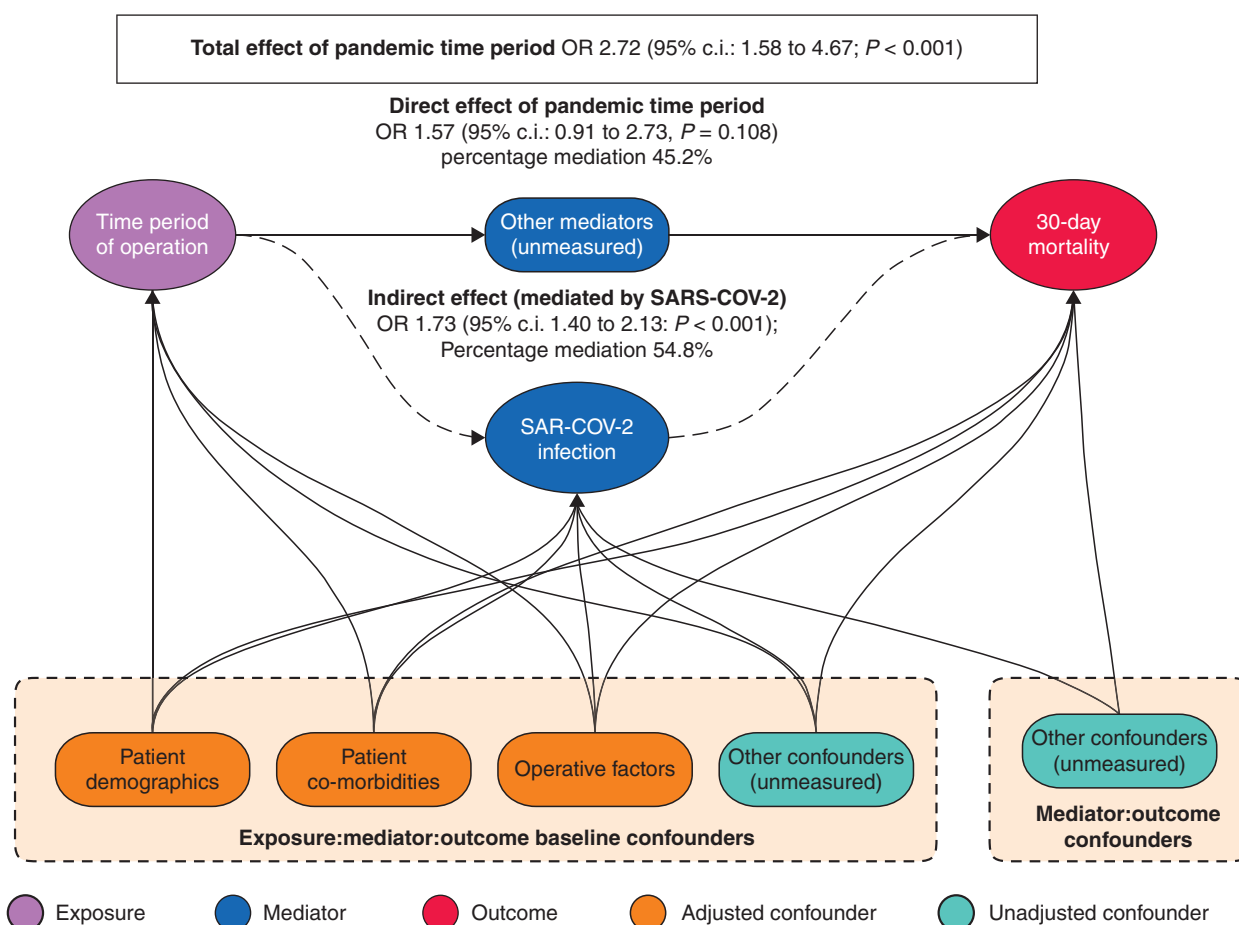 Total effect of pandemic time period OR 2.72 (95% c.i.: 1.58 to 4.67; P < 0.001)
Direct effect of pandemic time period
OR 1.57 (95% c.i.: 0.91 to 2.73, P = 0.108)
percentage mediation 45.2%
Time period
of operation
Other mediators
(unmeasured)
30-day
mortality
Indirect effect (mediated by SARS-COV-2)
OR 1.73 (95% c.i. 1.40 to 2.13: P < 0.001);
Percentage mediation 54.8%
SAR-COV-2
infection
Patient
demographics
Patient
co-morbidities
Operative factors
Other confounders
(unmeasured)
Exposure:mediator:outcome baseline confounders
Other confounders
(unmeasured)
Mediator:outcome
confounders
Exposure
Mediator
Outcome
Adjusted confounder
Unadjusted confounder